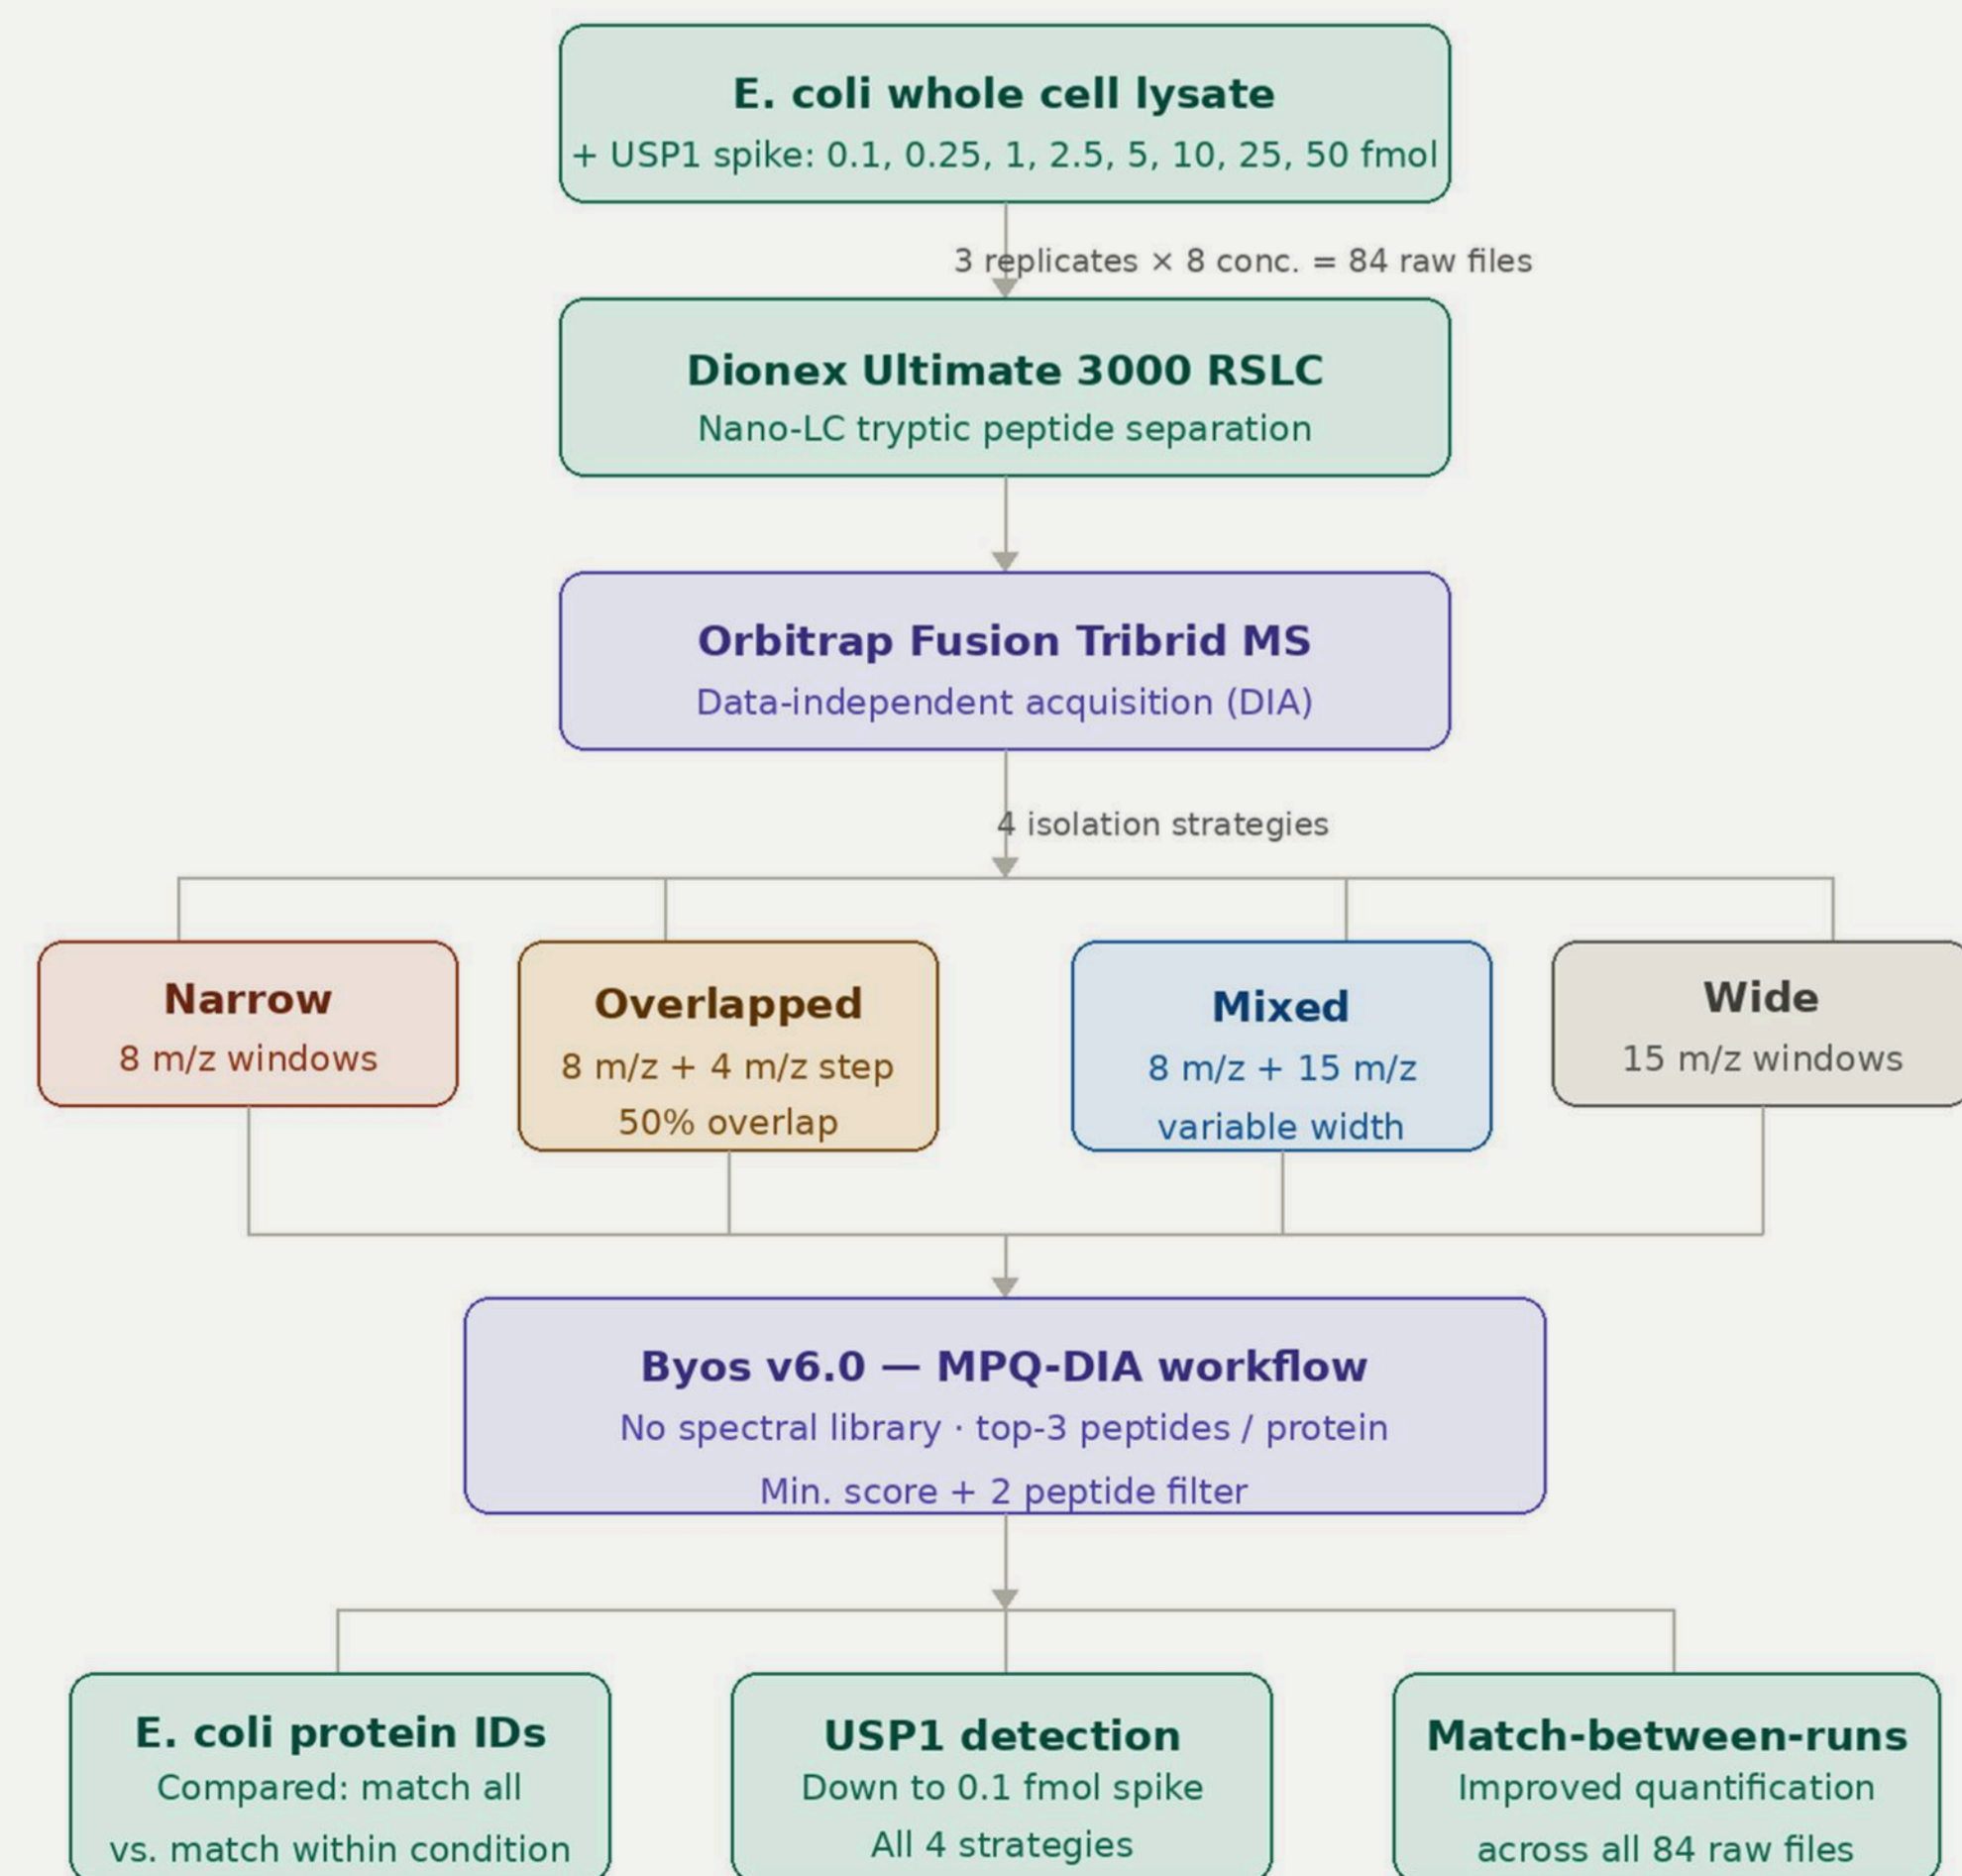 E. coli whole cell lysate
+ USP1 spike: 0.1, 0.25, 1, 2.5, 5, 10, 25, 50 fmol
3 replicates × 8 conc. = 84 raw files
Dionex Ultimate 3000 RSLC
Nano-LC tryptic peptide separation
Orbitrap Fusion Tribrid MS
Data-independent acquisition (DIA)
4 isolation strategies
Narrow
8 m/z windows
Overlapped
8 m/z + 4 m/z step
50% overlap
Mixed
8 m/z + 15 m/z
variable width
Wide
15 m/z windows
Byos v6.0 — MPQ-DIA workflow
No spectral library · top-3 peptides / protein
Min. score + 2 peptide filter
E. coli protein IDs
Compared: match all
vs. match within condition
USP1 detection
Down to 0.1 fmol spike
All 4 strategies
Match-between-runs
Improved quantification
across all 84 raw files